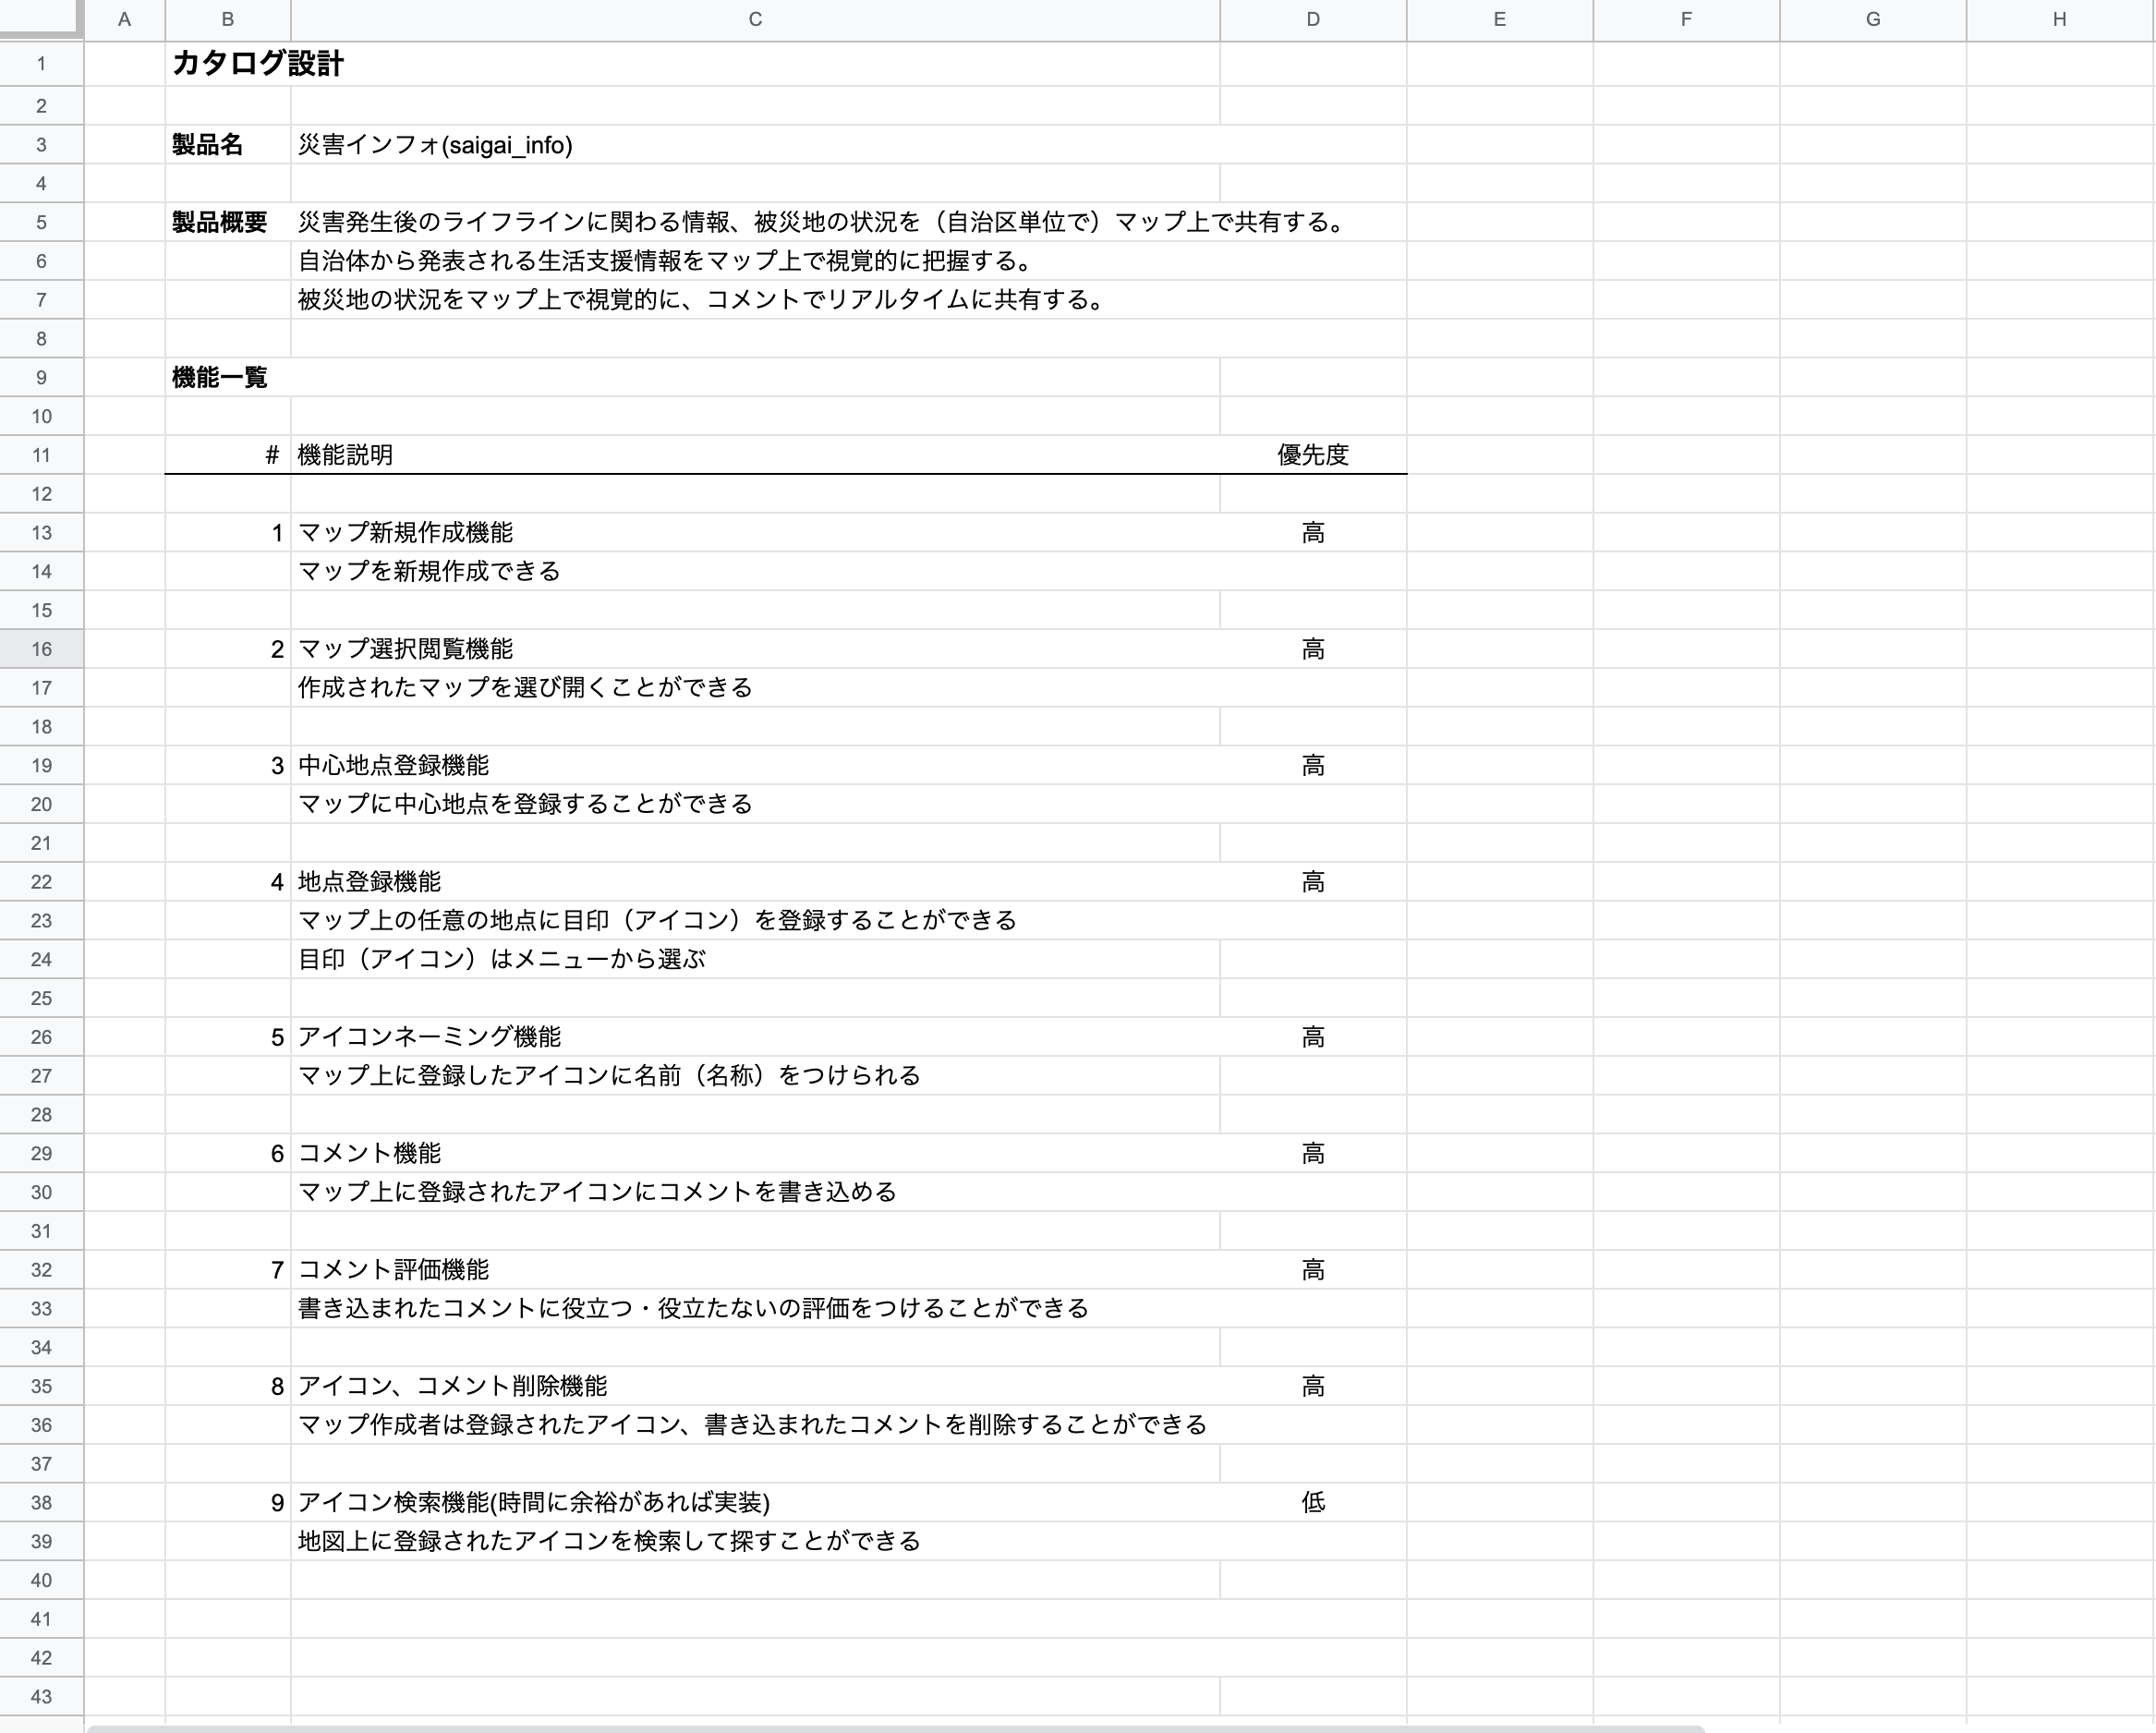 A B C D E F G H
1 カタログ設計
2
3 製品名 災害インフォ(saigai_info)
4
5 製品概要 災害発生後のライフラインに関わる情報、被災地の状況を（自治区単位で）マップ上で共有する。
6 自治体から発表される生活支援情報をマップ上で視覚的に把握する。
7 被災地の状況をマップ上で視覚的に、コメントでリアルタイムに共有する。
8
9 機能一覧
10
11 # 機能説明 優先度
12
13 1 マップ新規作成機能 高
14 マップを新規作成できる
15
16 2 マップ選択閲覧機能 高
17 作成されたマップを選び開くことができる
18
19 3 中心地点登録機能 高
20 マップに中心地点を登録することができる
21
22 4 地点登録機能 高
23 マップ上の任意の地点に目印（アイコン）を登録することができる
24 目印（アイコン）はメニューから選ぶ
25
26 5 アイコンネーミング機能 高
27 マップ上に登録したアイコンに名前（名称）をつけられる
28
29 6 コメント機能 高
30 マップ上に登録されたアイコンにコメントを書き込める
31
32 7 コメント評価機能 高
33 書き込まれたコメントに役立つ・役立たないの評価をつけることができる
34
35 8 アイコン、コメント削除機能 高
36 マップ作成者は登録されたアイコン、書き込まれたコメントを削除することができる
37
38 9 アイコン検索機能(時間に余裕があれば実装) 低
39 地図上に登録されたアイコンを検索して探すことができる
40
41
42
43